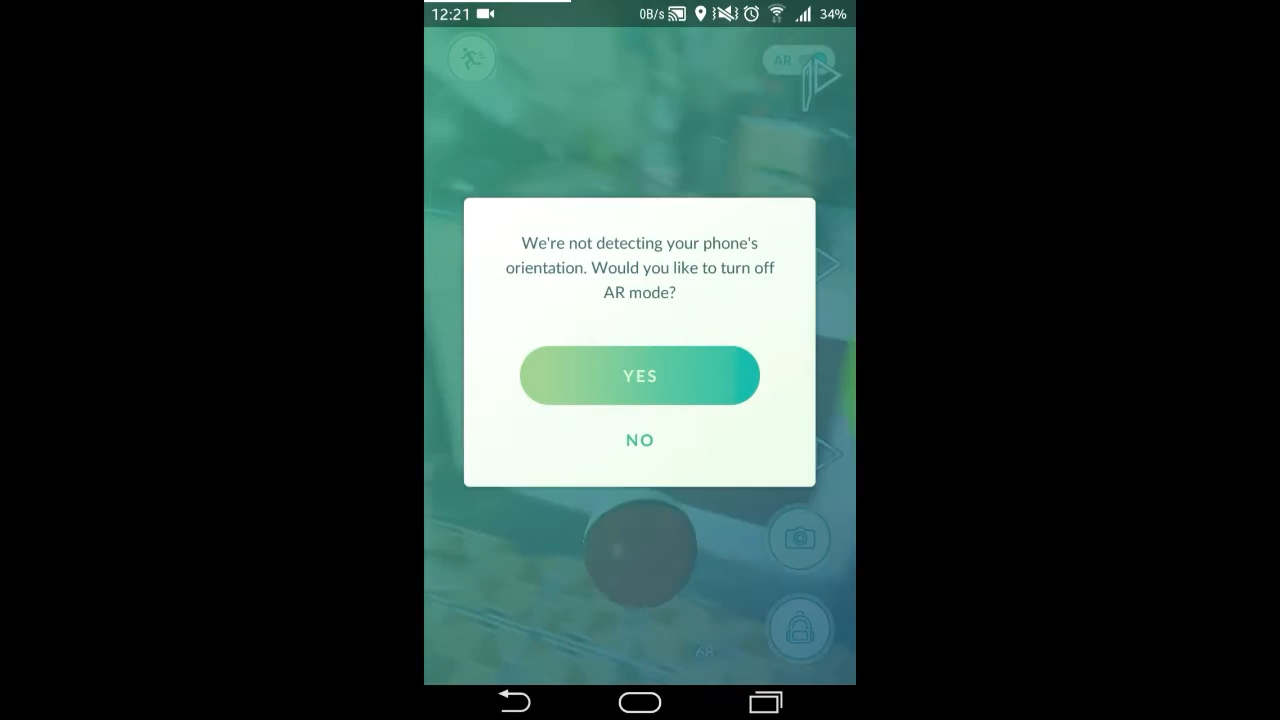 12:21 0B/s 34%
AR
We're not detecting your phone's
orientation. Would you like to turn off
AR mode?
YES
NO